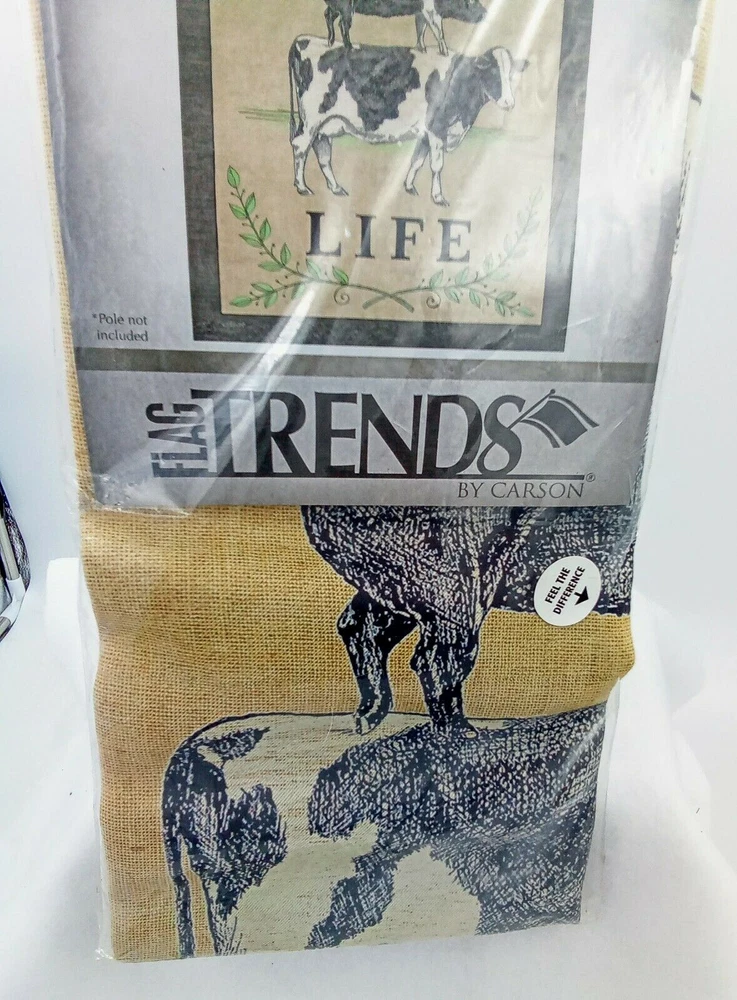 LIFE
*Pole not
included
FLAG TRENDS
BY CARSON®
FEEL THE
DIFFERENCE